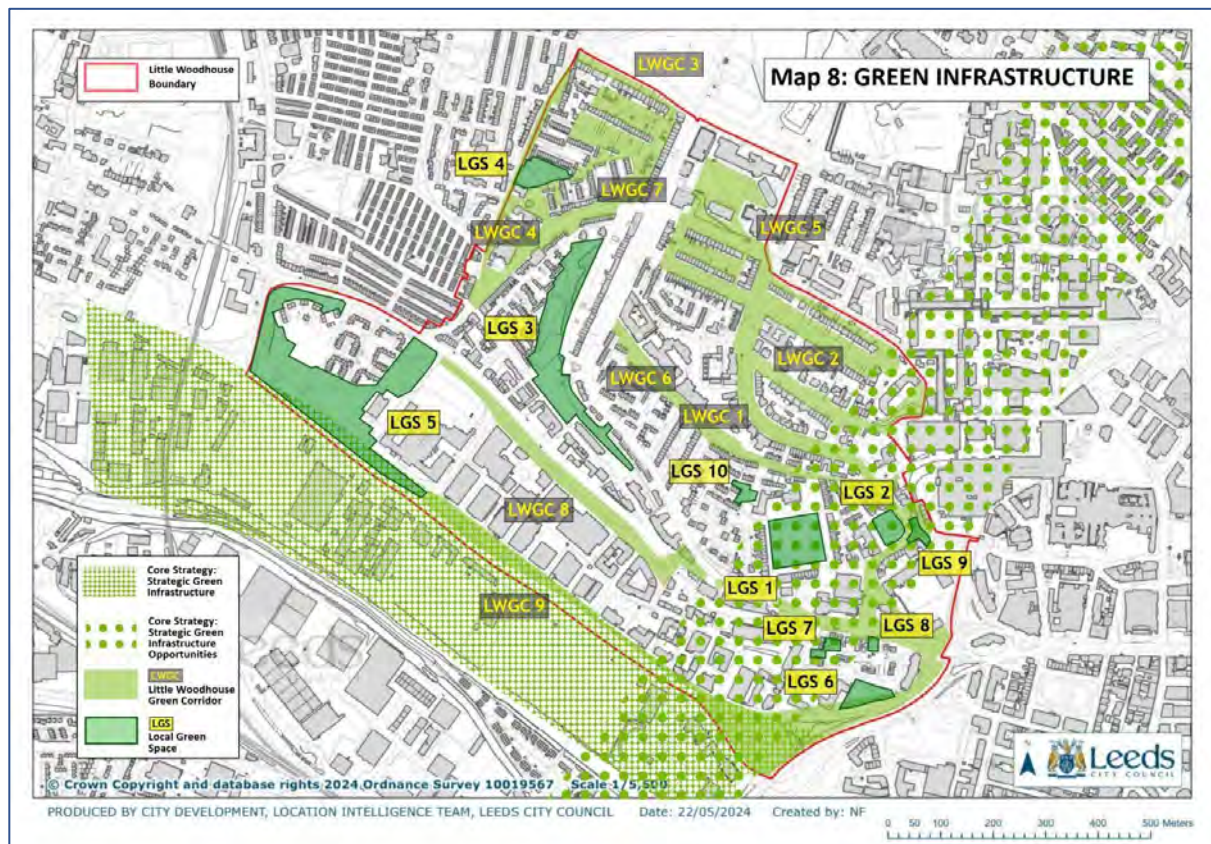 Little Woodhouse
Boundary
Map 8: GREEN INFRASTRUCTURE
LWGC 3
LGS 4
LWGC 7
LWGC 4
LWGC 5
LGS 3
LWGC 2
LWGC 6
LWGC 1
LGS 5
LGS 10
LGS 2
LWGC 8
LGS 9
LGS 1
LWGC 9
LGS 7
LGS 8
LGS 6
Core Strategy:
Strategic Green
Infrastructure
Core Strategy:
Strategic Green
Infrastructure
Opportunities
LWGC
Little Woodhouse
Green Corridor
LGS
Local Green
Space
Leeds
CITY COUNCIL
© Crown Copyright and database rights 2024 Ordnance Survey 10019567 Scale 1/5,500
PRODUCED BY CITY DEVELOPMENT, LOCATION INTELLIGENCE TEAM, LEEDS CITY COUNCIL Date: 22/05/2024 Created by: NF
0 50 100 200 300 400 500 Meters